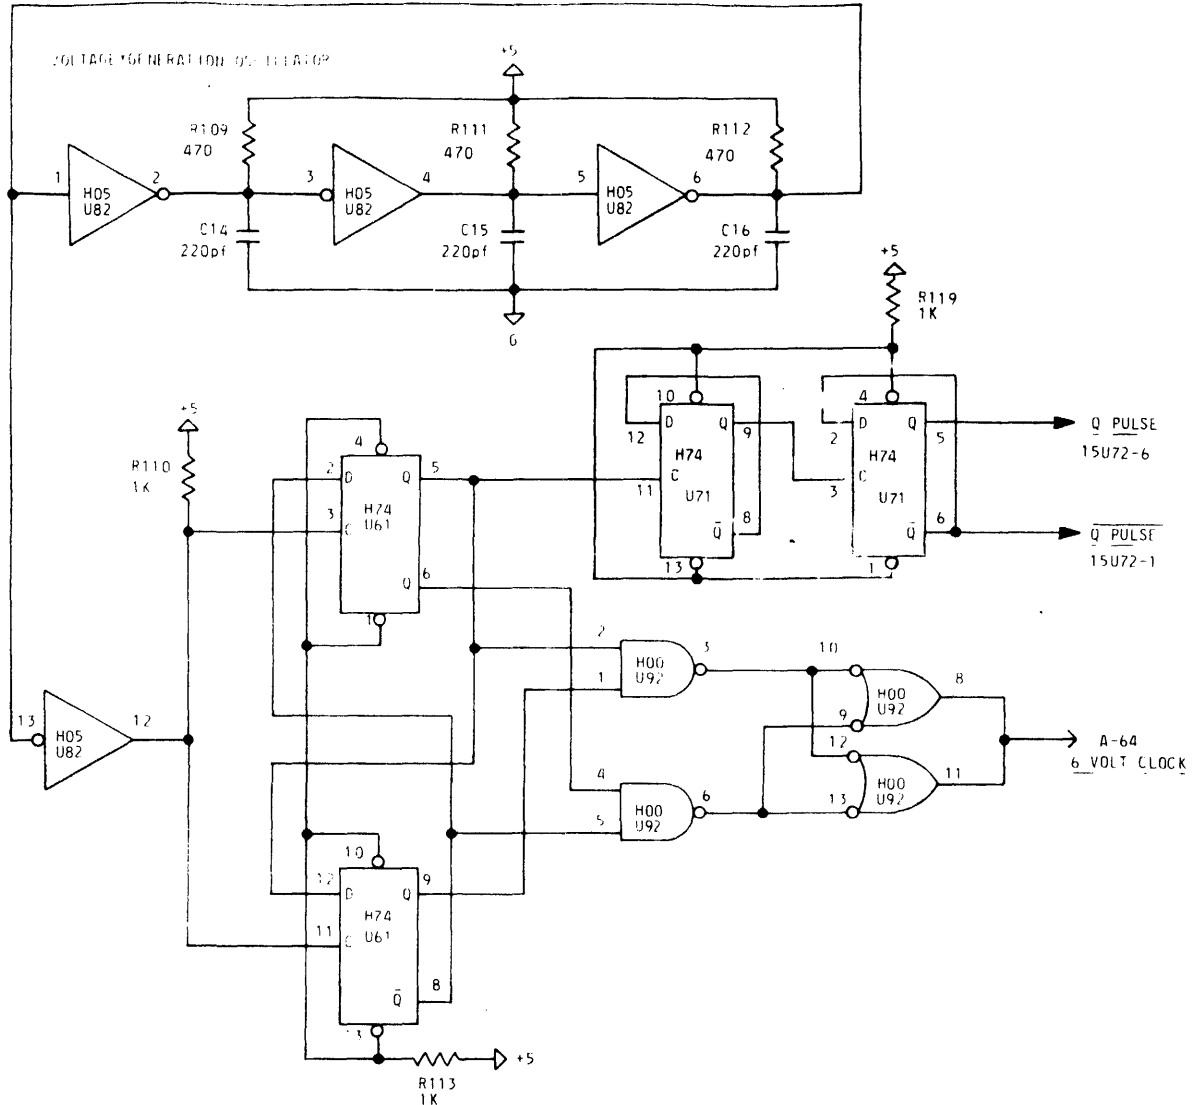 VOLTAGE GENERATION OSCILLATOR
+5
R109
470
R111
470
R112
470
1
H05
U82
2
3
H05
U82
4
5
H05
U82
6
C14
220pf
C15
220pf
C16
220pf
G
+5
R119
1K
+5
R110
1K
10
12
D
Q
9
H74
C
11
U71
8
Q̅
13
4
2
D
Q
5
H74
C
3
U71
6
Q̅
1
Q PULSE
15U72-6
Q PULSE
15U72-1
4
2
D
Q
5
3
C
H74
U61
Q
6
1
13
H05
U82
12
2
1
H00
U92
3
4
5
H00
U92
6
10
9
H00
U92
8
12
13
H00
U92
11
A-64
6 VOLT CLOCK
10
12
D
Q
9
11
C
H74
U61
Q̅
8
13
R113
1K
+5